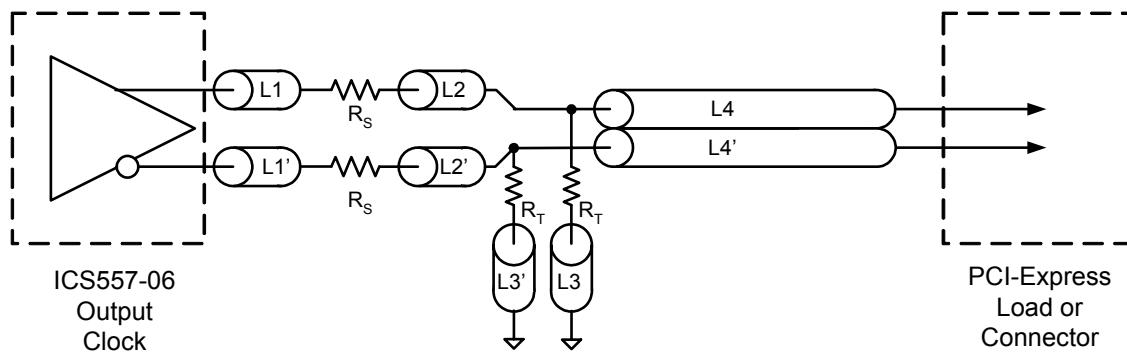 L1
R_S
L2
L4
L4'
L1'
R_S
L2'
R_T
R_T
L3'
L3
ICS557-06
Output
Clock
PCI-Express
Load or
Connector